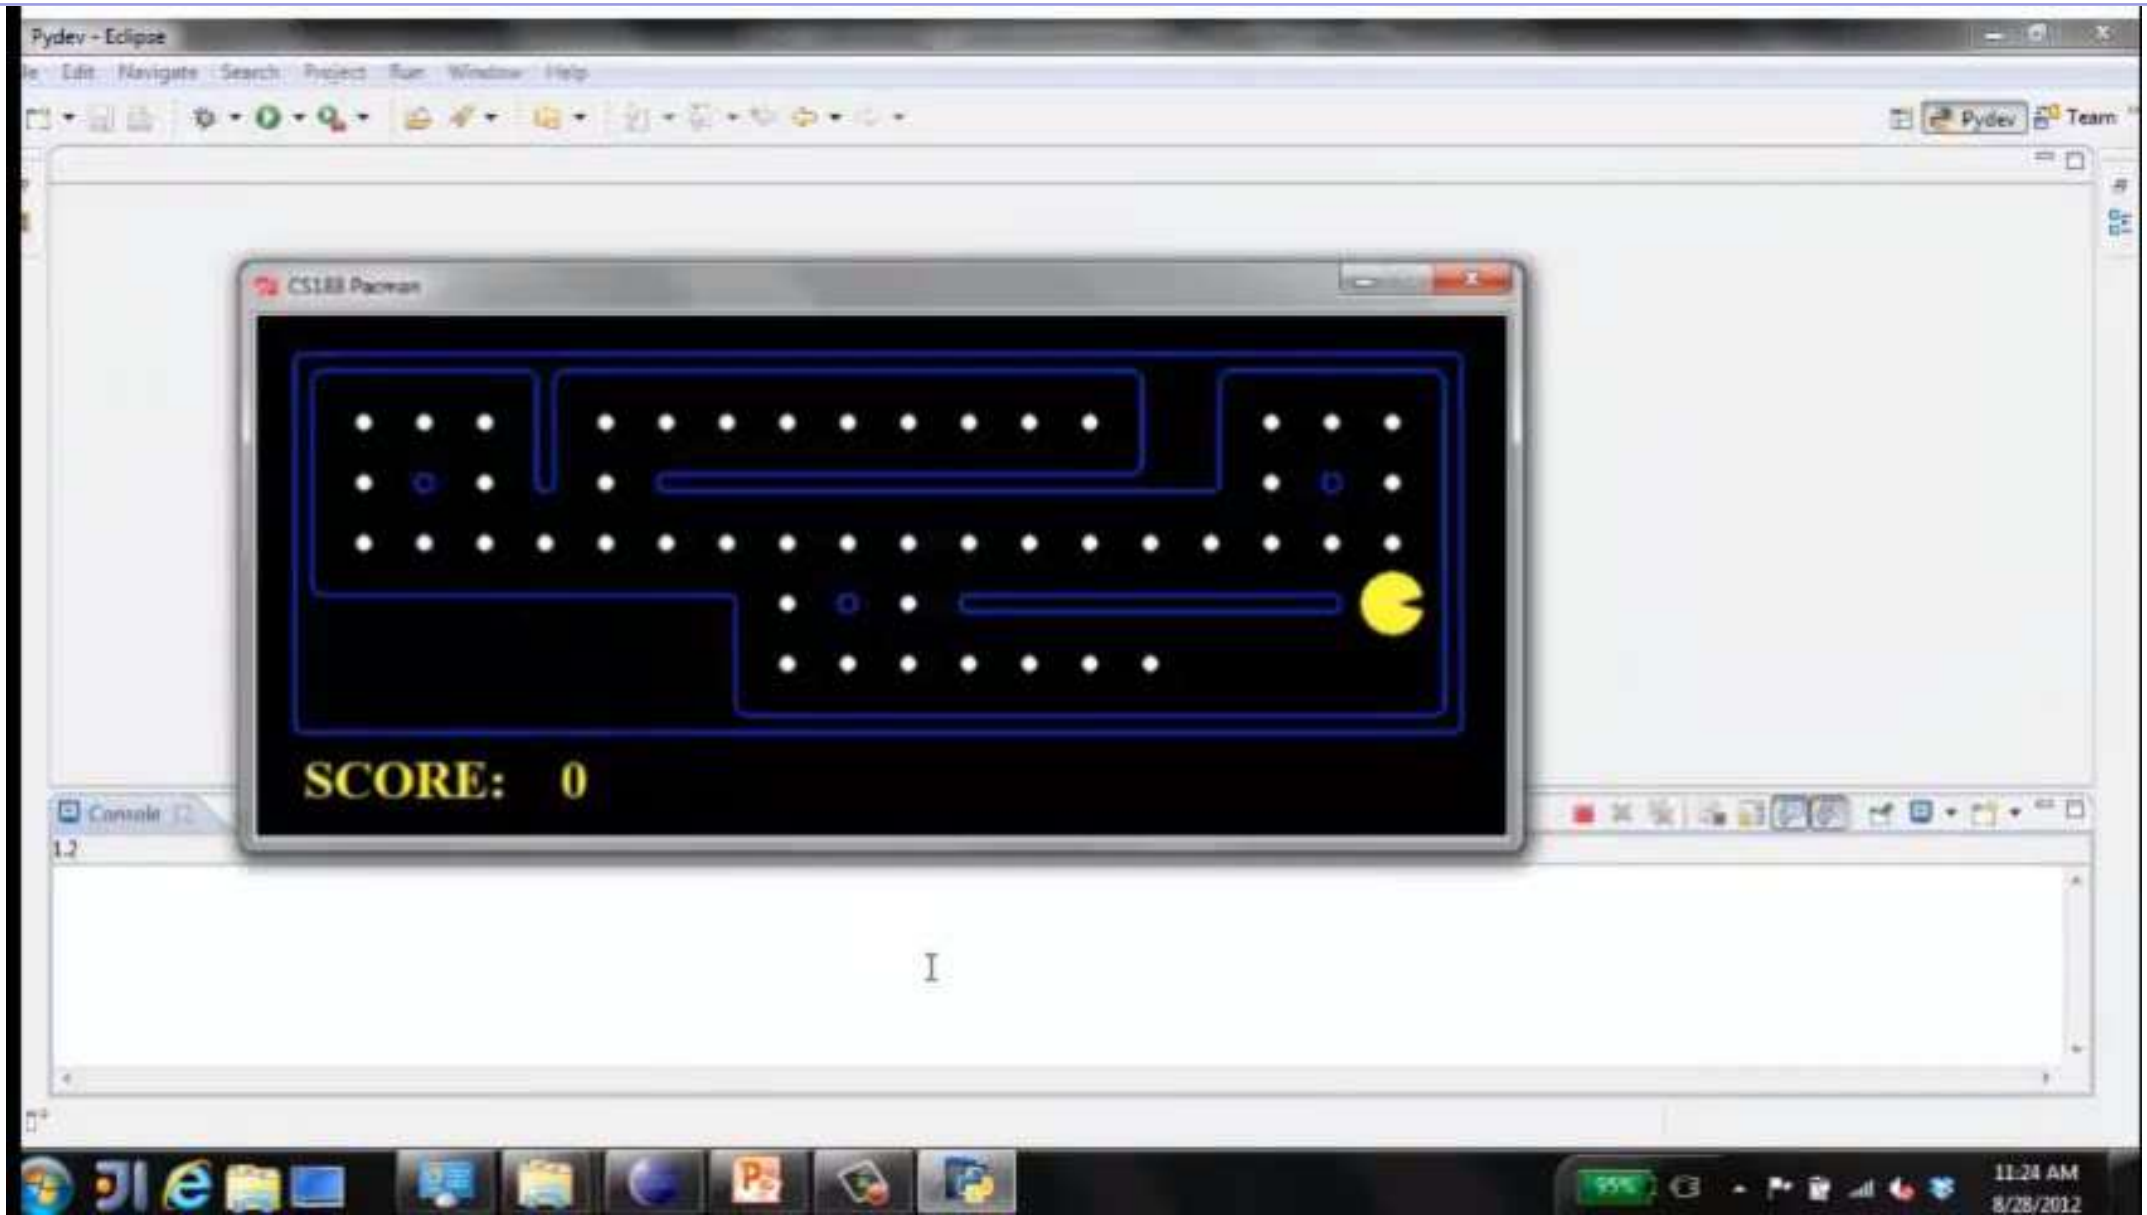 Pydev - Eclipse
Edit Navigate Search Project Run Window Help
Pydev Team
CS188 Pacman
SCORE: 0
Console
1.2
95%
11:24 AM
8/28/2012